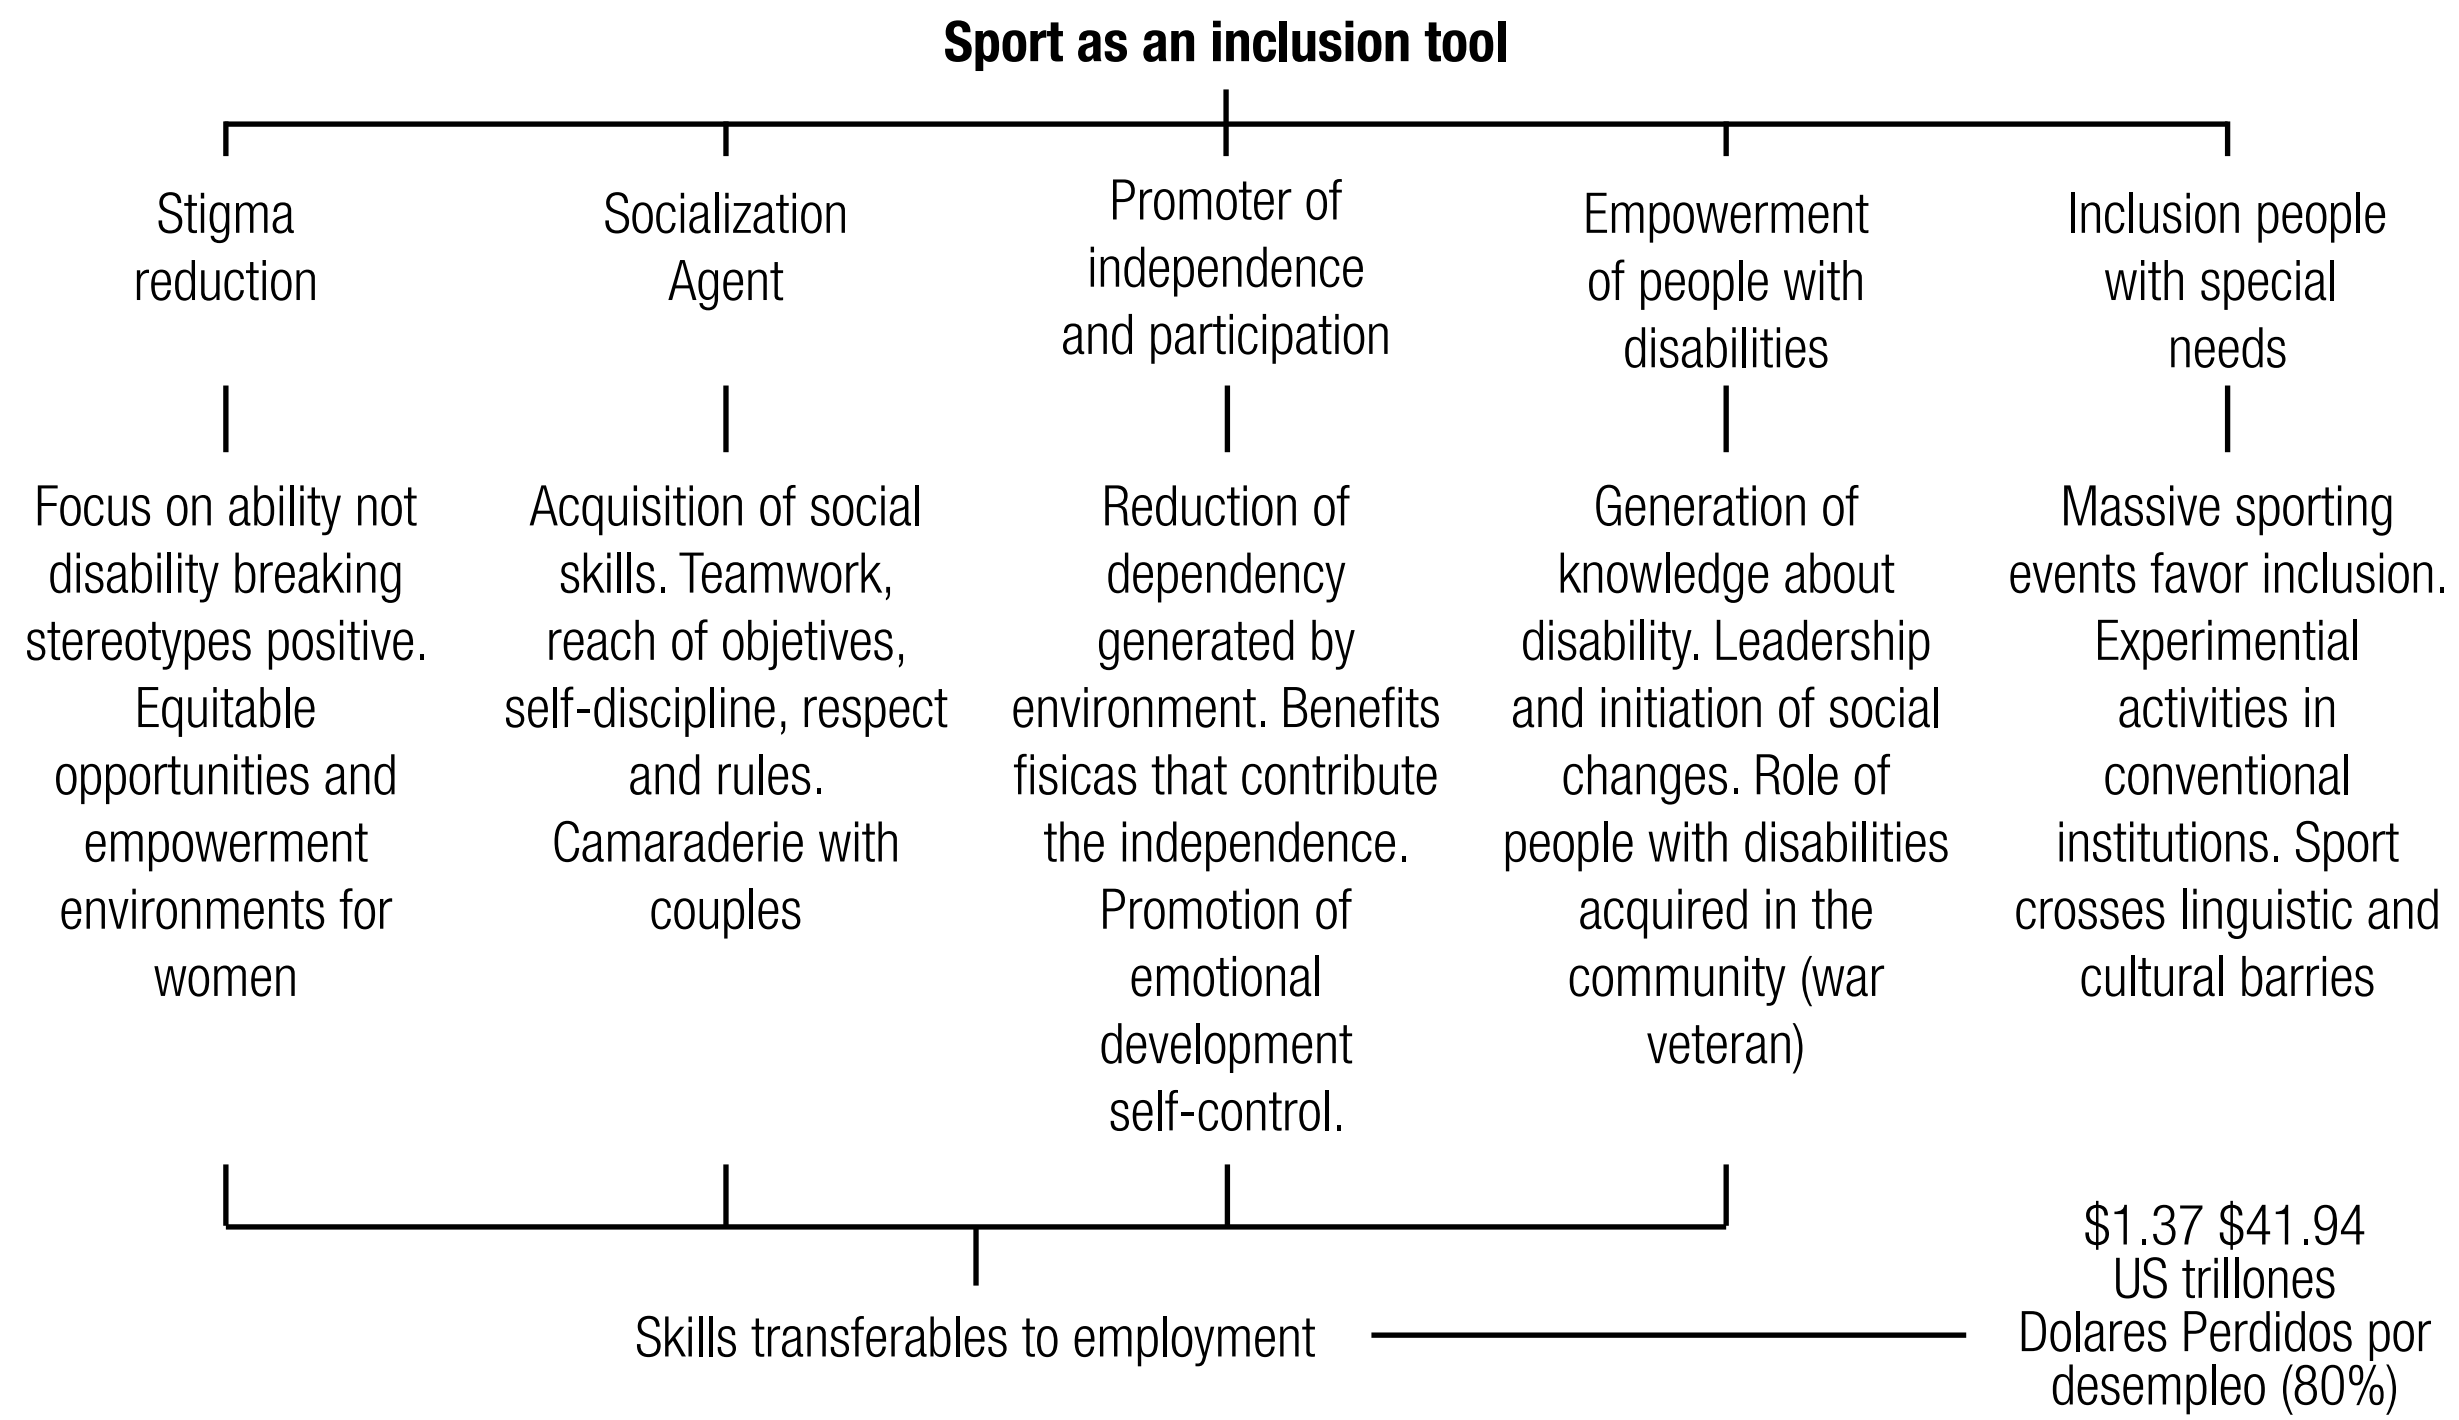 Sport as an inclusion tool
Stigma
reduction
Socialization
Agent
Promoter of
independence
and participation
Empowerment
of people with
disabilities
Inclusion people
with special
needs
Focus on ability not
disability breaking
stereotypes positive.
Equitable
opportunities and
empowerment
environments for
women
Acquisition of social
skills. Teamwork,
reach of objetives,
self-discipline, respect
and rules.
Camaraderie with
couples
Reduction of
dependency
generated by
environment. Benefits
fisicas that contribute
the independence.
Promotion of
emotional
development
self-control.
Generation of
knowledge about
disability. Leadership
and initiation of social
changes. Role of
people with disabilities
acquired in the
community (war
veteran)
Massive sporting
events favor inclusion.
Experimential
activities in
conventional
institutions. Sport
crosses linguistic and
cultural barries
Skills transferables to employment
$1.37 $41.94
US trillones
Dolares Perdidos por
desempleo (80%)